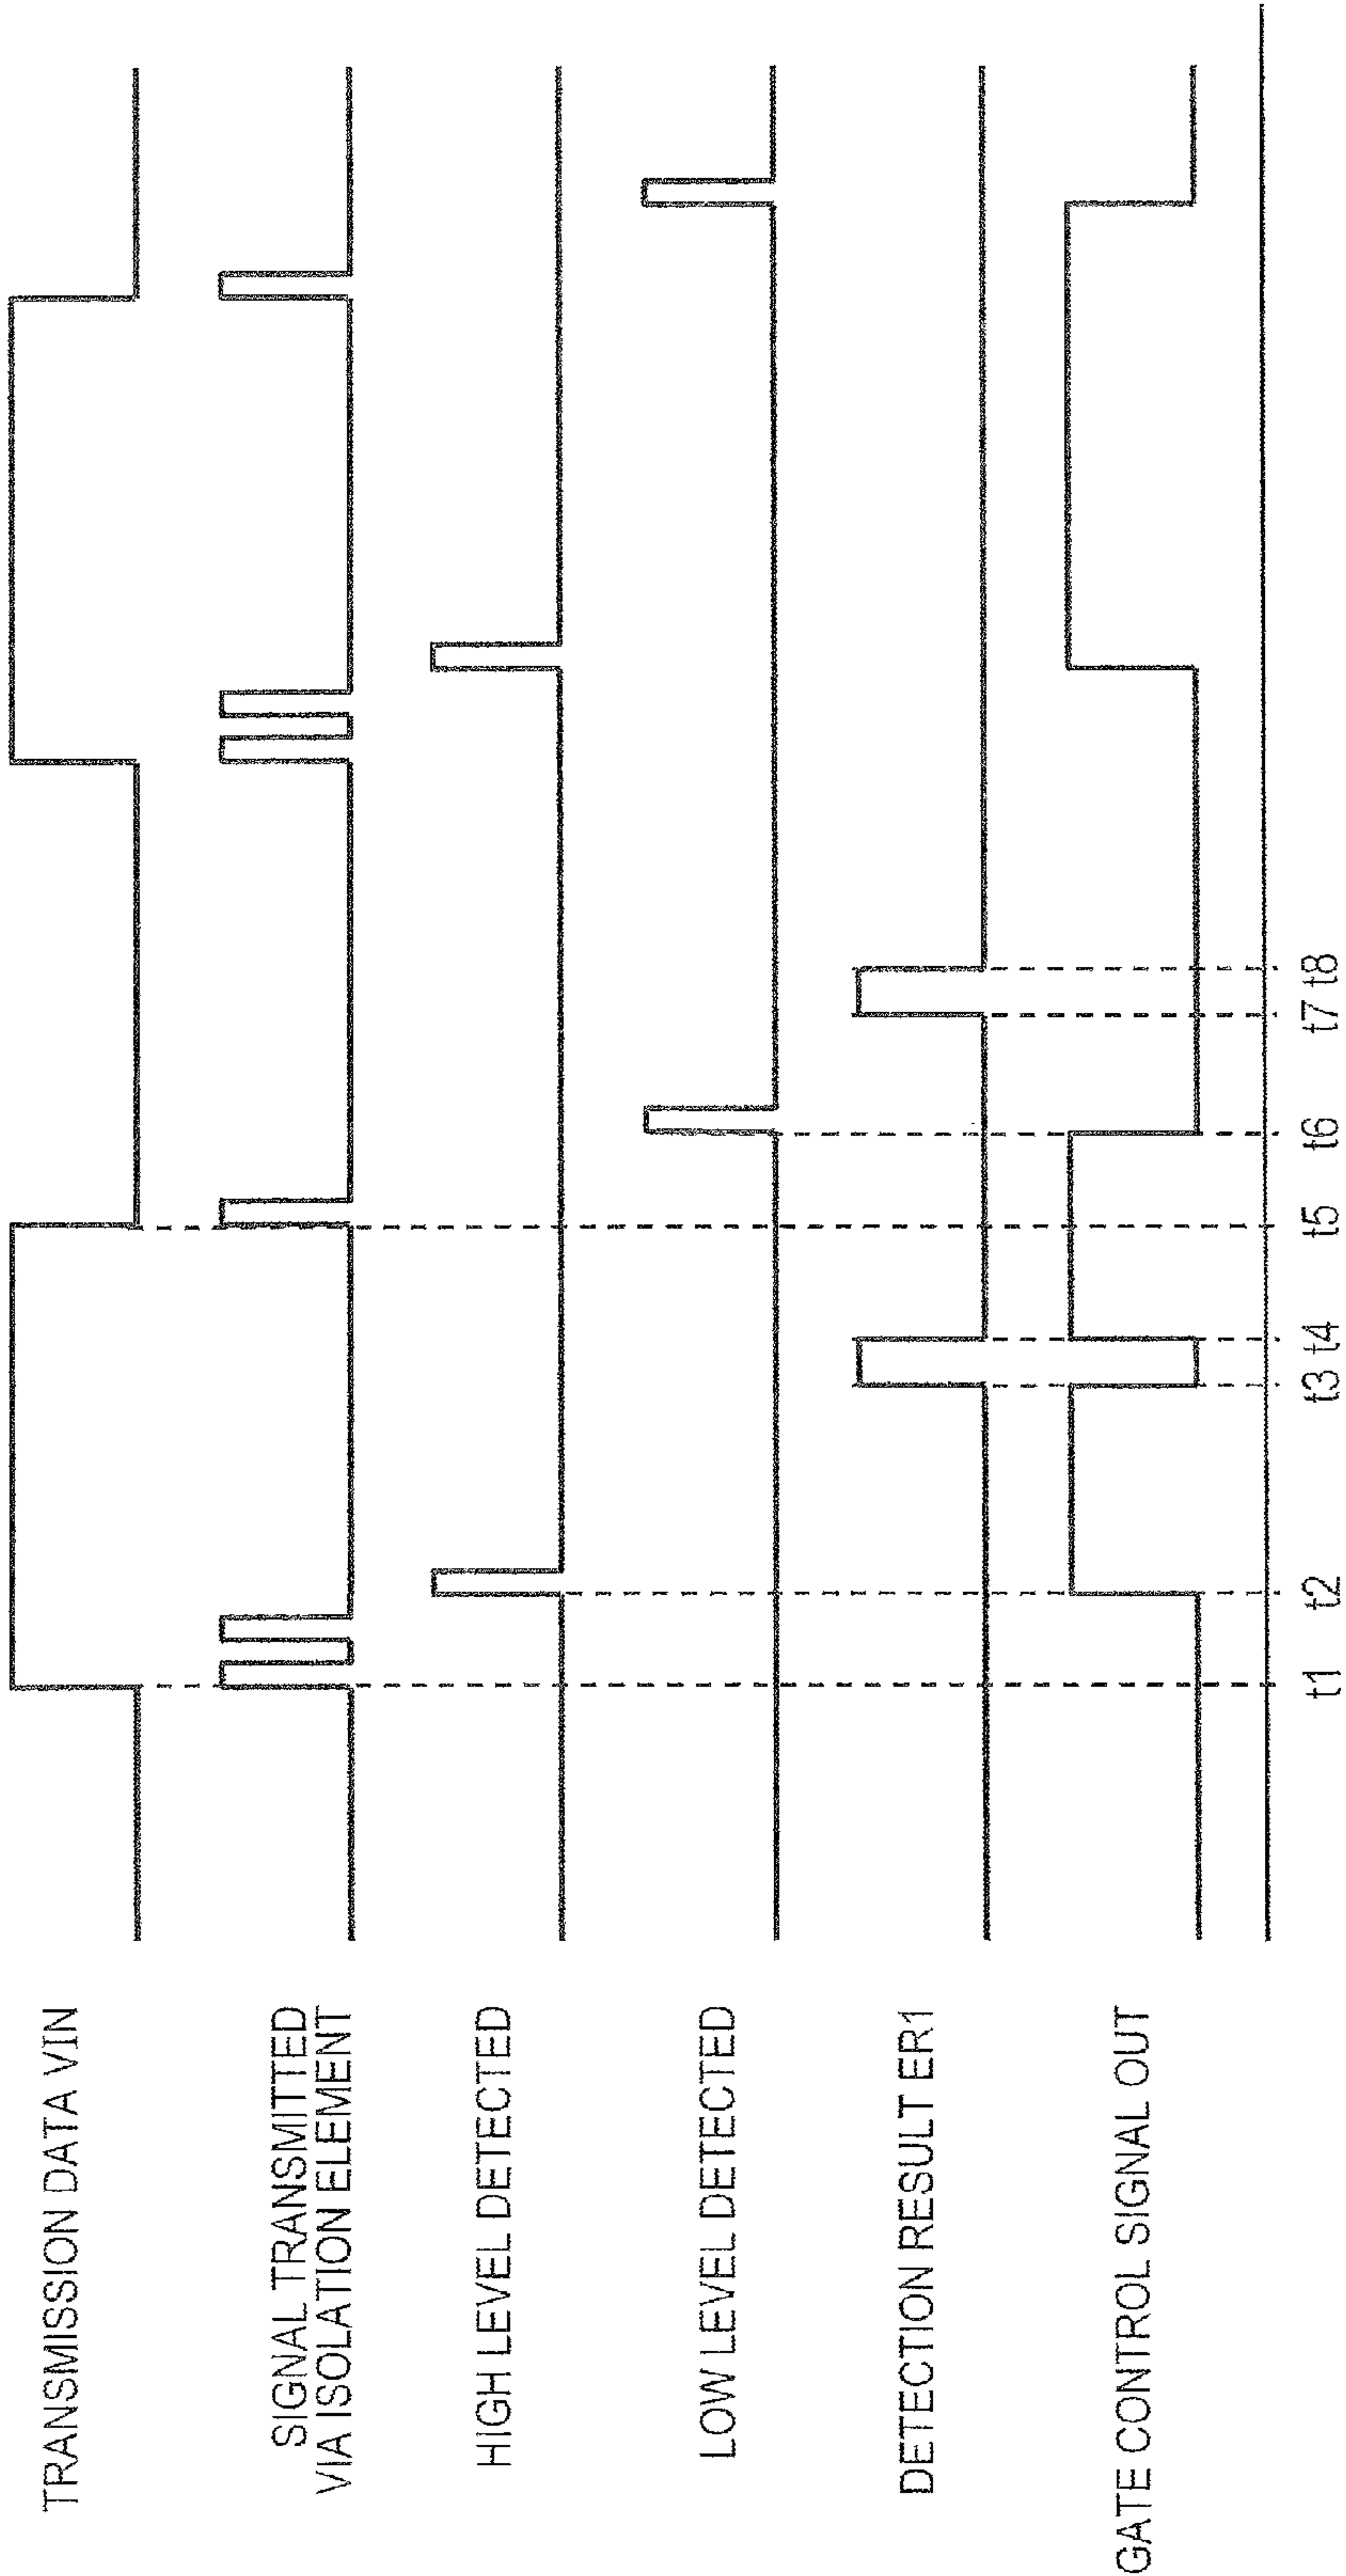 TRANSMISSION DATA VIN
SIGNAL TRANSMITTED
VIA ISOLATION ELEMENT
HIGH LEVEL DETECTED
LOW LEVEL DETECTED
DETECTION RESULT ER1
GATE CONTROL SIGNAL OUT
t1 t2 t3 t4 t5 t6 t7 t8